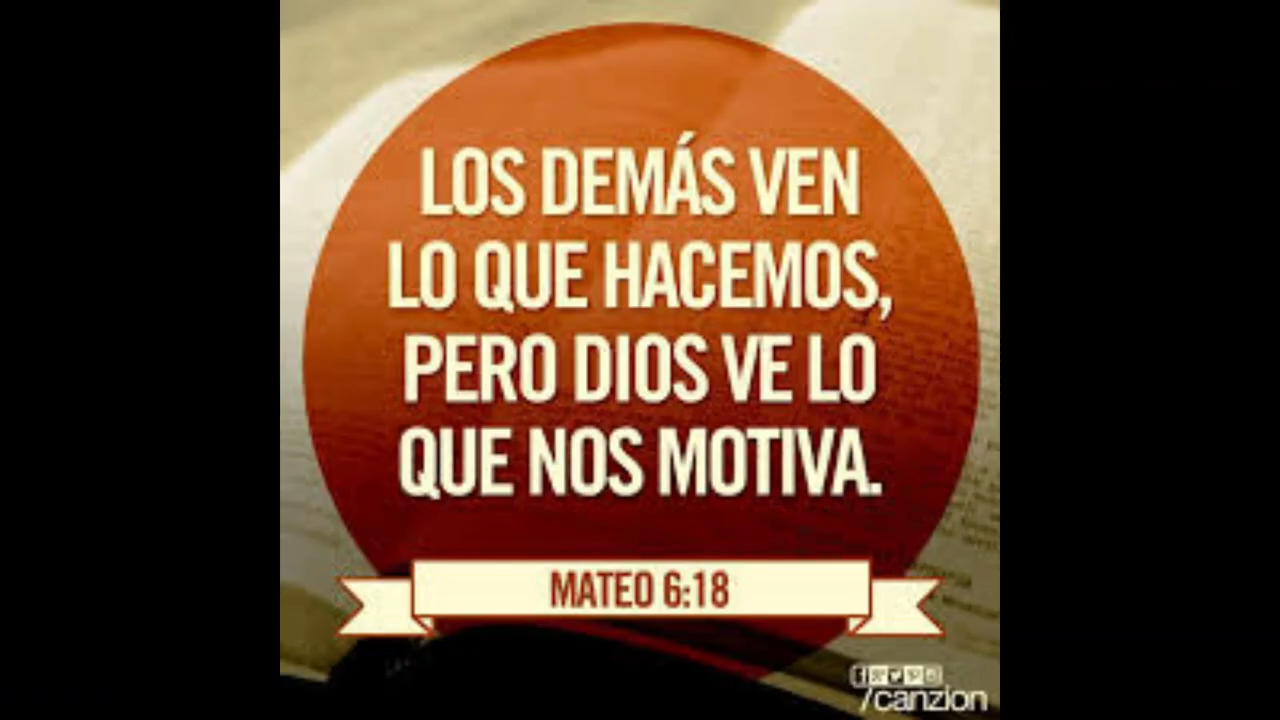 LOS DEMÁS VEN
LO QUE HACEMOS,
PERO DIOS VE LO
QUE NOS MOTIVA.
MATEO 6:18
/canzion